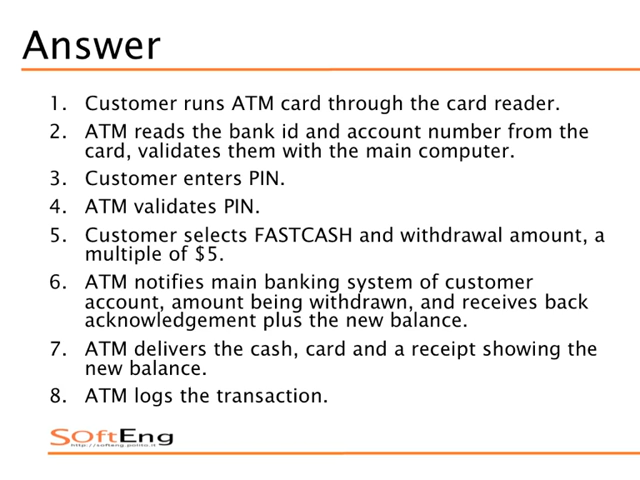 Answer
1. Customer runs ATM card through the card reader.
2. ATM reads the bank id and account number from the
card, validates them with the main computer.
3. Customer enters PIN.
4. ATM validates PIN.
5. Customer selects FASTCASH and withdrawal amount, a
multiple of $5.
6. ATM notifies main banking system of customer
account, amount being withdrawn, and receives back
acknowledgement plus the new balance.
7. ATM delivers the cash, card and a receipt showing the
new balance.
8. ATM logs the transaction.
SOftEng
http://softeng.polito.it